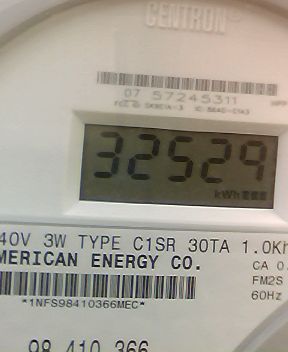 CENTRON
07 57245311
32529
kWh
40V 3W TYPE C1SR 30TA 1.0Kh
MERICAN ENERGY CO.
CA 0.
FM2S
60Hz
*1NFS98410366MEC*
98 410 366